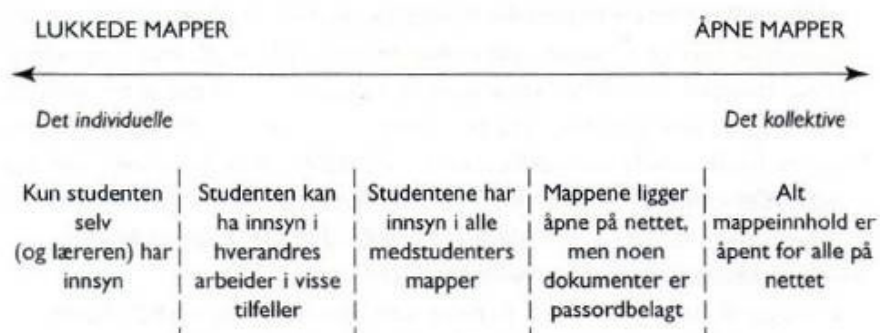 LUKKEDE MAPPER
ÅPNE MAPPER
Det individuelle
Det kollektive
Kun studenten
selv
(og læreren) har
innsyn
Studenten kan
ha innsyn i
hverandres
arbeider i visse
tilfeller
Studentene har
innsyn i alle
medstudenters
mapper
Mappene ligger
åpne på nettet,
men noen
dokumenter er
passordbelagt
Alt
mappeinnhold er
åpent for alle på
nettet